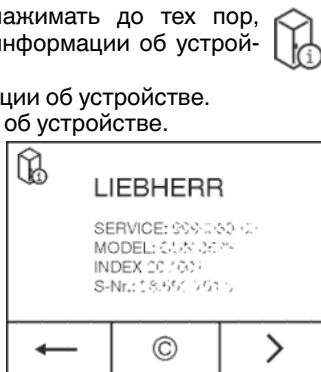 нажимать до тех пор,
информации об устрой-
ции об устройстве.
об устройстве.
LIEBHERR
SERVICE:
MODEL:
INDEX
S-Nr.:
©